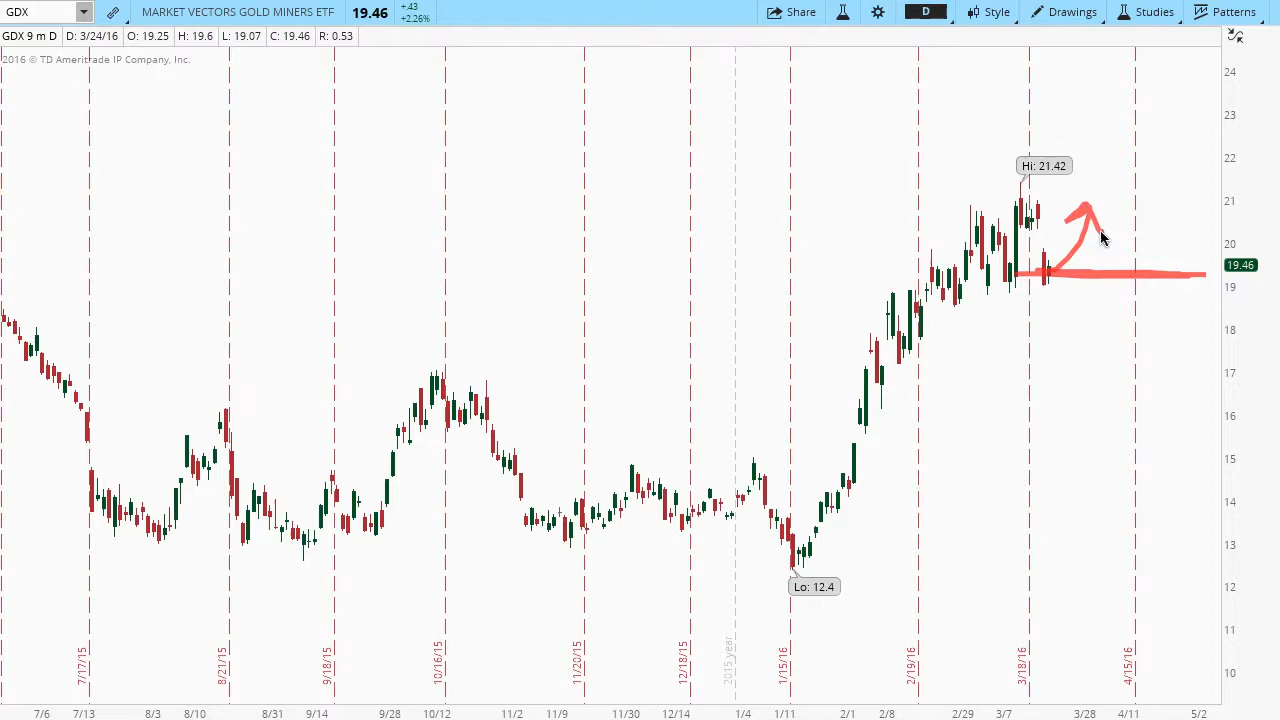 GDX MARKET VECTORS GOLD MINERS ETF 19.46 +.43 +2.26% Share D Style Drawings Studies Patterns
GDX 9 m D D: 3/24/16 O: 19.25 H: 19.6 L: 19.07 C: 19.46 R: 0.53
2016 © TD Ameritrade IP Company, Inc.
24
23
22
Hi: 21.42
21
20
19.46
19
18
17
16
15
14
13
12
Lo: 12.4
11
10
7/17/15 8/21/15 9/18/15 10/16/15 11/20/15 12/18/15 2015 year 1/15/16 2/19/16 3/18/16 4/15/16
7/6 7/13 8/3 8/10 8/31 9/14 9/28 10/12 11/2 11/9 11/30 12/14 1/4 1/11 2/1 2/8 2/29 3/7 3/28 4/11 5/2